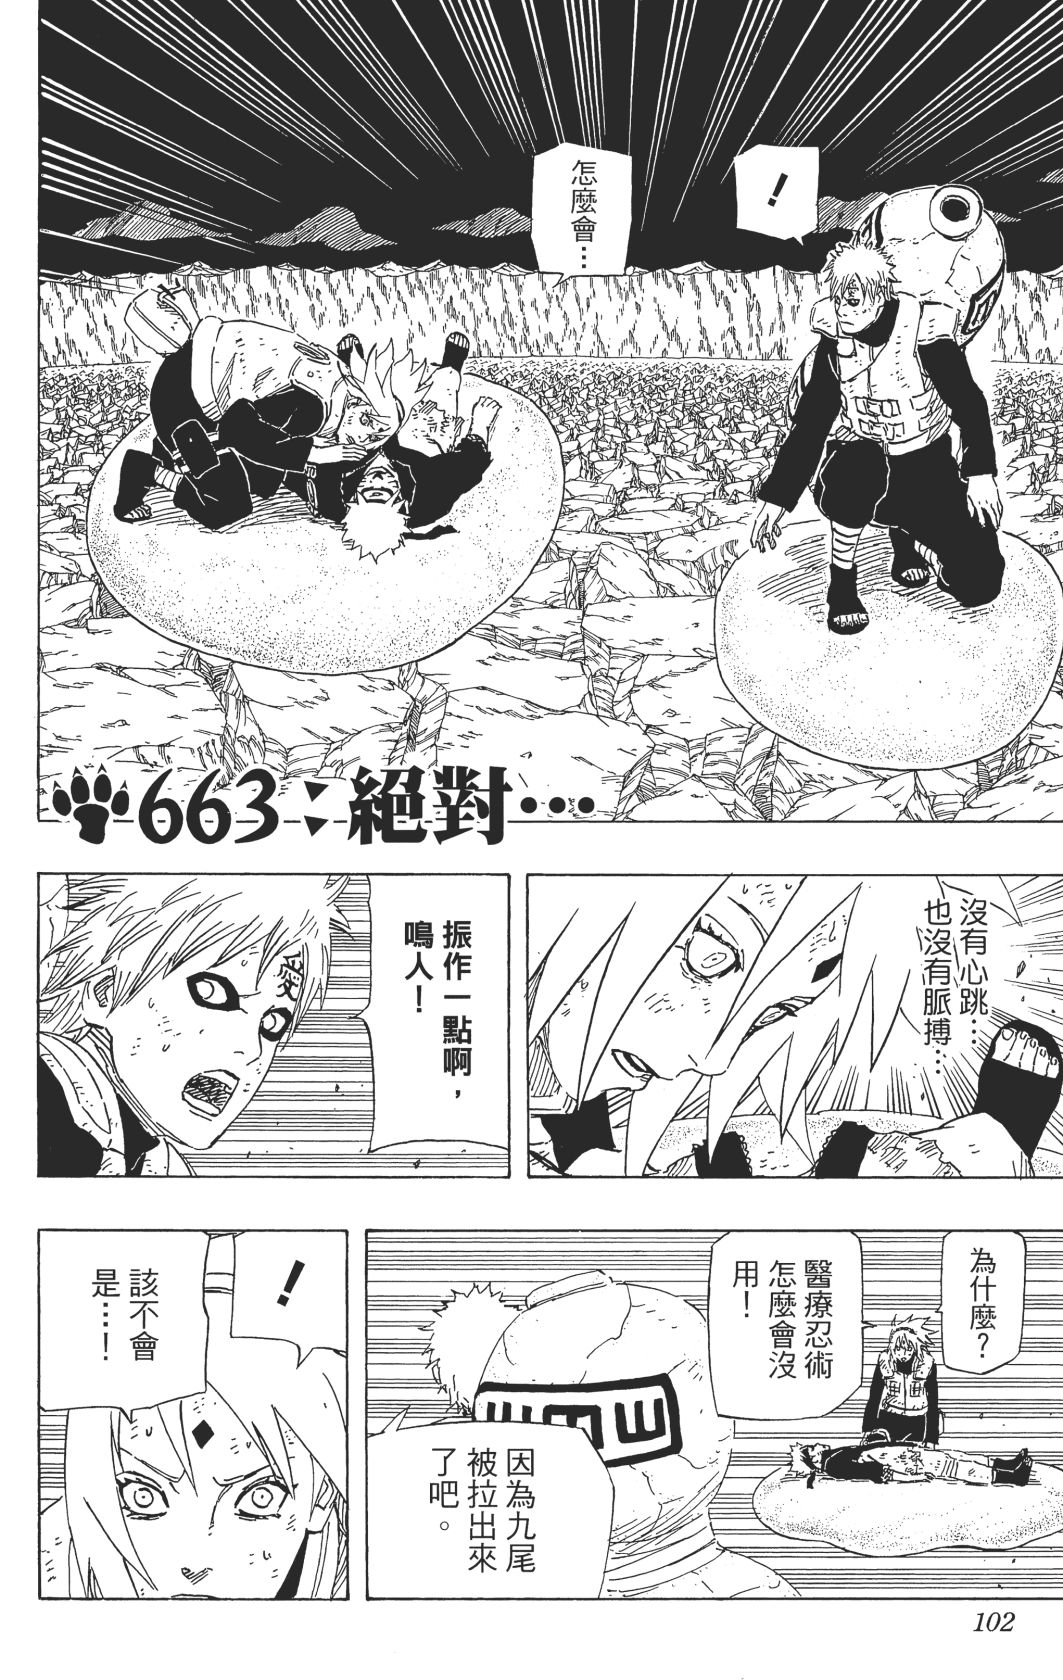 ！
怎麼會…
663：絕對…
沒有心跳…
也沒有脈搏…
振作一點啊，
鳴人！
愛
為什麼？
醫療忍術
怎麼會沒
用！
因為九尾
被拉出來
了吧。
！
該不會
是…！
102